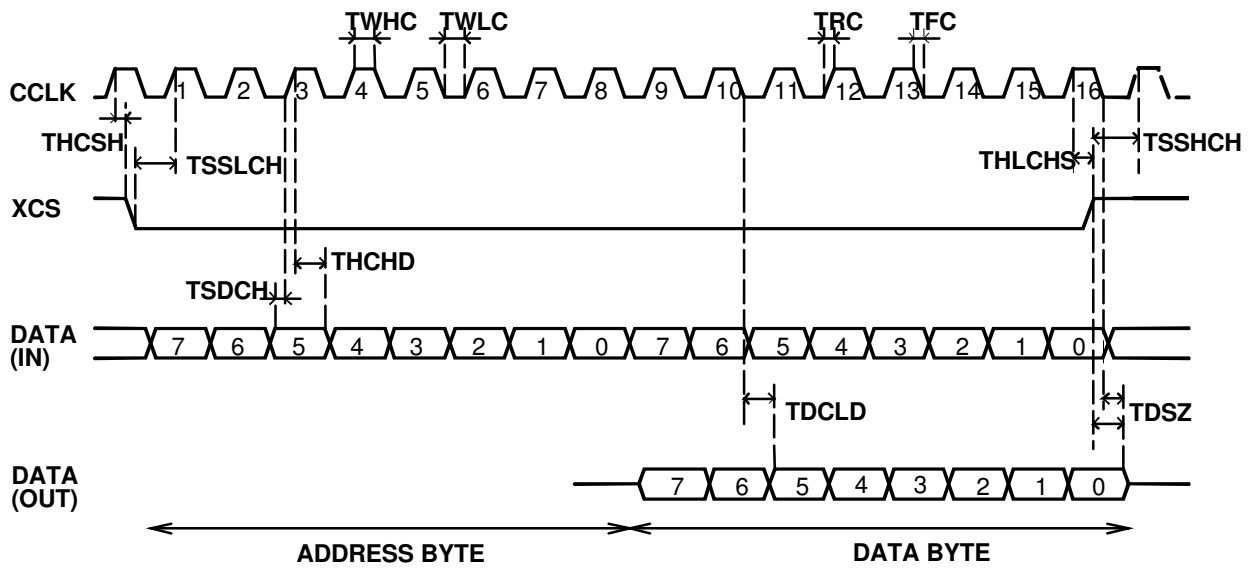 TWHC TWLC TRC TFC
CCLK 1 2 3 4 5 6 7 8 9 10 11 12 13 14 15 16
THCSH TSSLCH THLCHS TSSHCH
XCS
THCHD
TSDCH
DATA
(IN) 7 6 5 4 3 2 1 0 7 6 5 4 3 2 1 0
TDCLD TDSZ
DATA
(OUT) 7 6 5 4 3 2 1 0
ADDRESS BYTE DATA BYTE